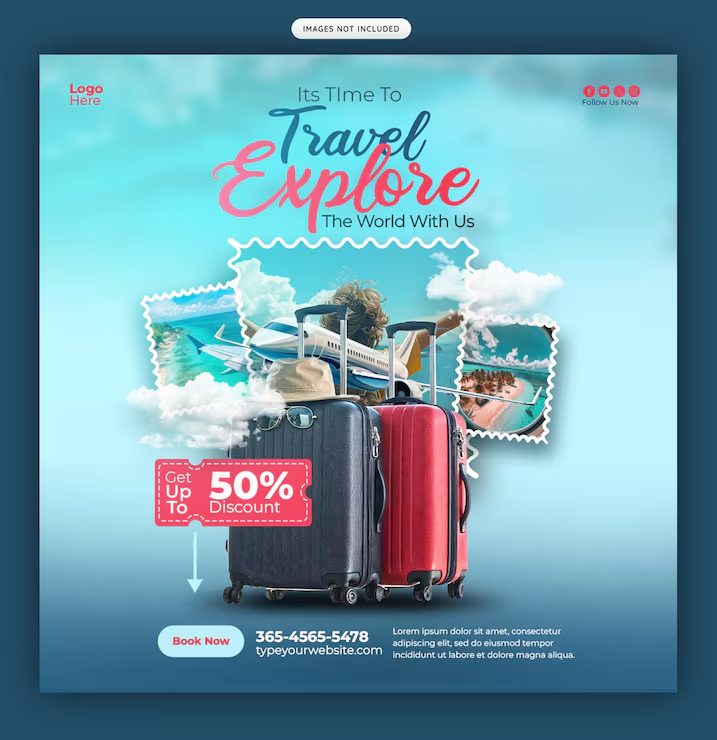 IMAGES NOT INCLUDED
Logo
Here
Its TIme To
Travel
Explore
The World With Us
Follow Us Now
Get
Up
To
50%
Discount
Book Now
365-4565-5478
typeyourwebsite.com
Lorem ipsum dolor sit amet, consectetur
adipiscing elit, sed do eiusmod tempor
incididunt ut labore et dolore magna aliqua.